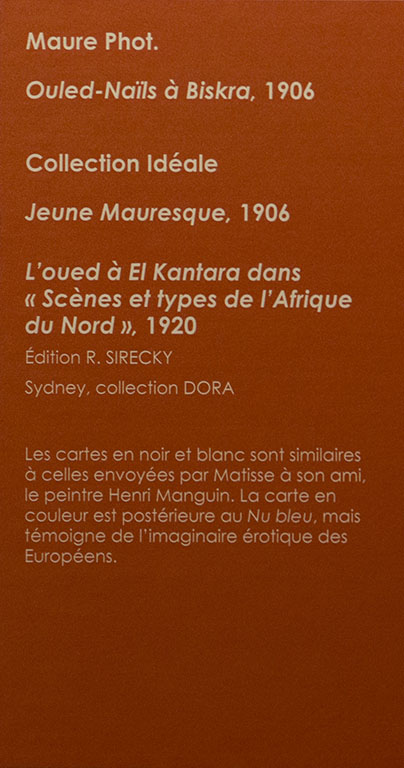 Maure Phot.
Ouled-Naïls à Biskra, 1906
Collection Idéale
Jeune Mauresque, 1906
L’oued à El Kantara dans
« Scènes et types de l’Afrique
du Nord », 1920
Édition R. SIRECKY
Sydney, collection DORA
Les cartes en noir et blanc sont similaires
à celles envoyées par Matisse à son ami,
le peintre Henri Manguin. La carte en
couleur est postérieure au Nu bleu, mais
témoigne de l’imaginaire érotique des
Européens.